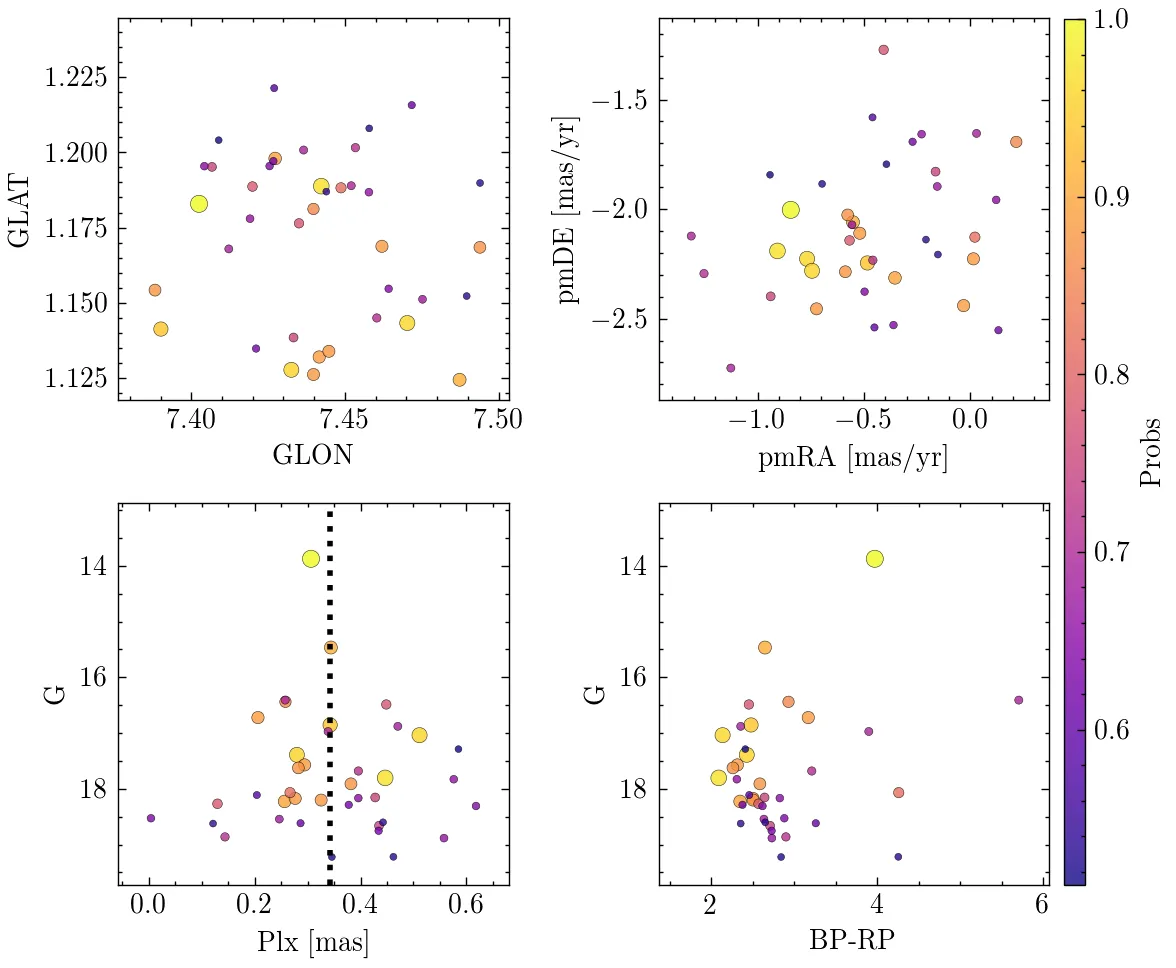 1.225
1.200
1.175
1.150
1.125
GLAT
7.40 7.45 7.50
GLON
−1.5
−2.0
−2.5
pmDE [mas/yr]
−1.0 −0.5 0.0
pmRA [mas/yr]
1.0
0.9
0.8
0.7
0.6
Probs
14
16
18
G
0.0 0.2 0.4 0.6
Plx [mas]
14
16
18
G
2 4 6
BP-RP